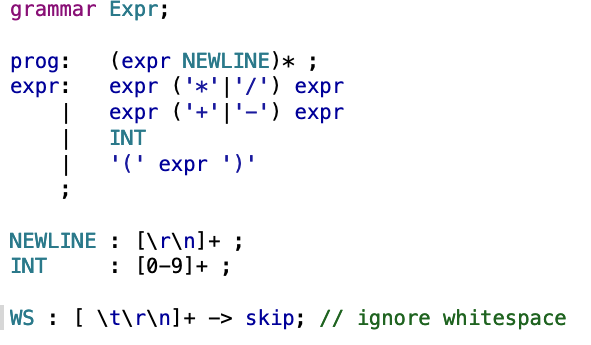 grammar Expr;
prog:   (expr NEWLINE)* ;
expr:   expr ('*'|'/') expr
    |   expr ('+'|'-') expr
    |   INT
    |   '(' expr ')'
    ;
NEWLINE : [\r\n]+ ;
INT     : [0-9]+ ;
WS : [ \t\r\n]+ -> skip; // ignore whitespace